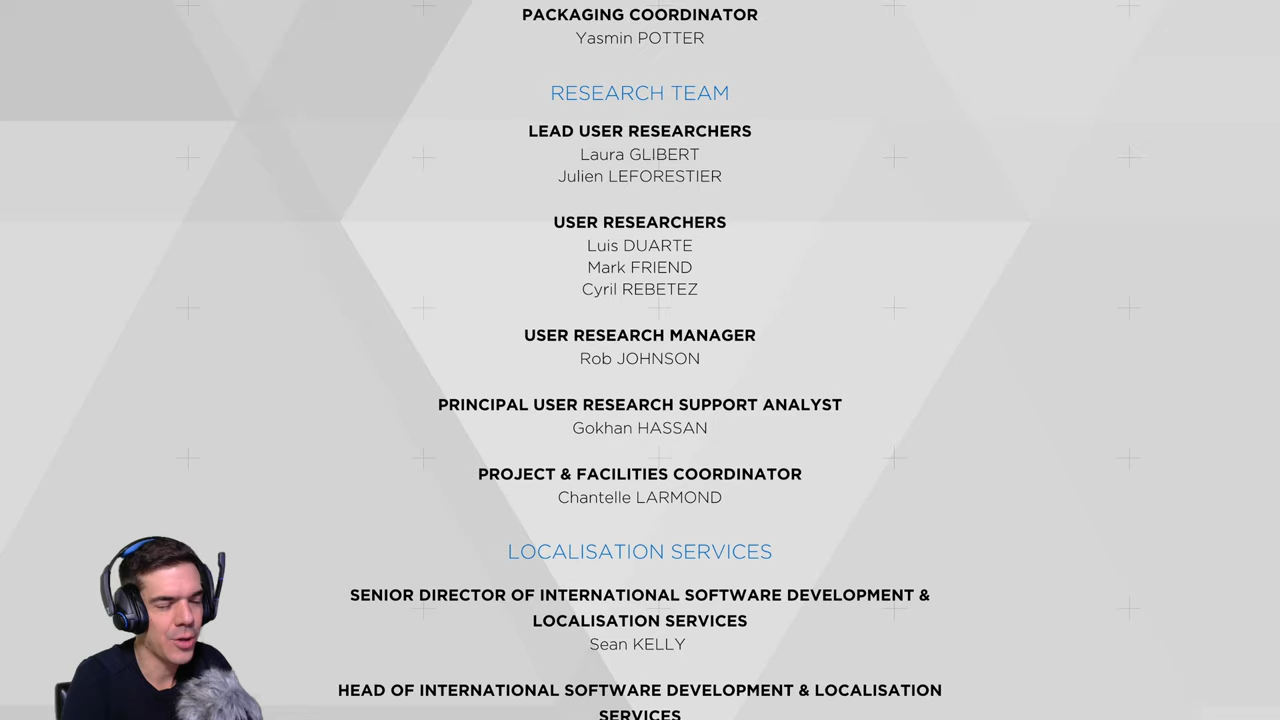 PACKAGING COORDINATOR
Yasmin POTTER
RESEARCH TEAM
LEAD USER RESEARCHERS
Laura GLIBERT
Julien LEFORESTIER
USER RESEARCHERS
Luis DUARTE
Mark FRIEND
Cyril REBETEZ
USER RESEARCH MANAGER
Rob JOHNSON
PRINCIPAL USER RESEARCH SUPPORT ANALYST
Gokhan HASSAN
PROJECT & FACILITIES COORDINATOR
Chantelle LARMOND
LOCALISATION SERVICES
SENIOR DIRECTOR OF INTERNATIONAL SOFTWARE DEVELOPMENT &
LOCALISATION SERVICES
Sean KELLY
HEAD OF INTERNATIONAL SOFTWARE DEVELOPMENT & LOCALISATION
SERVICES